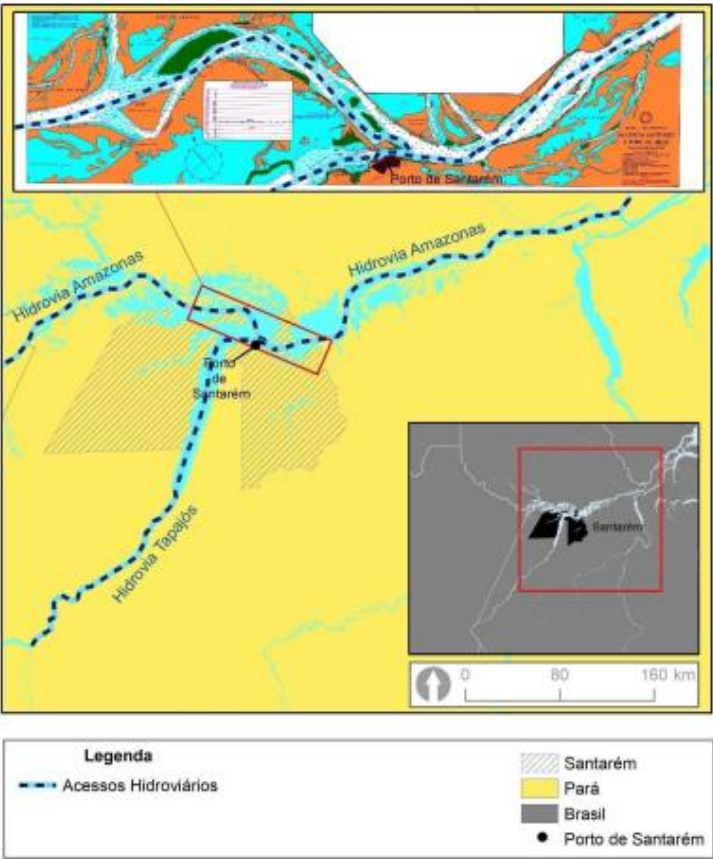 Porto de Santarém
Hidrovia Amazonas
Hidrovia Amazonas
Porto
de
Santarém
Hidrovia Tapajós
Santarém
0 80 160 km
Legenda
Acessos Hidroviários
Santarém
Pará
Brasil
Porto de Santarém